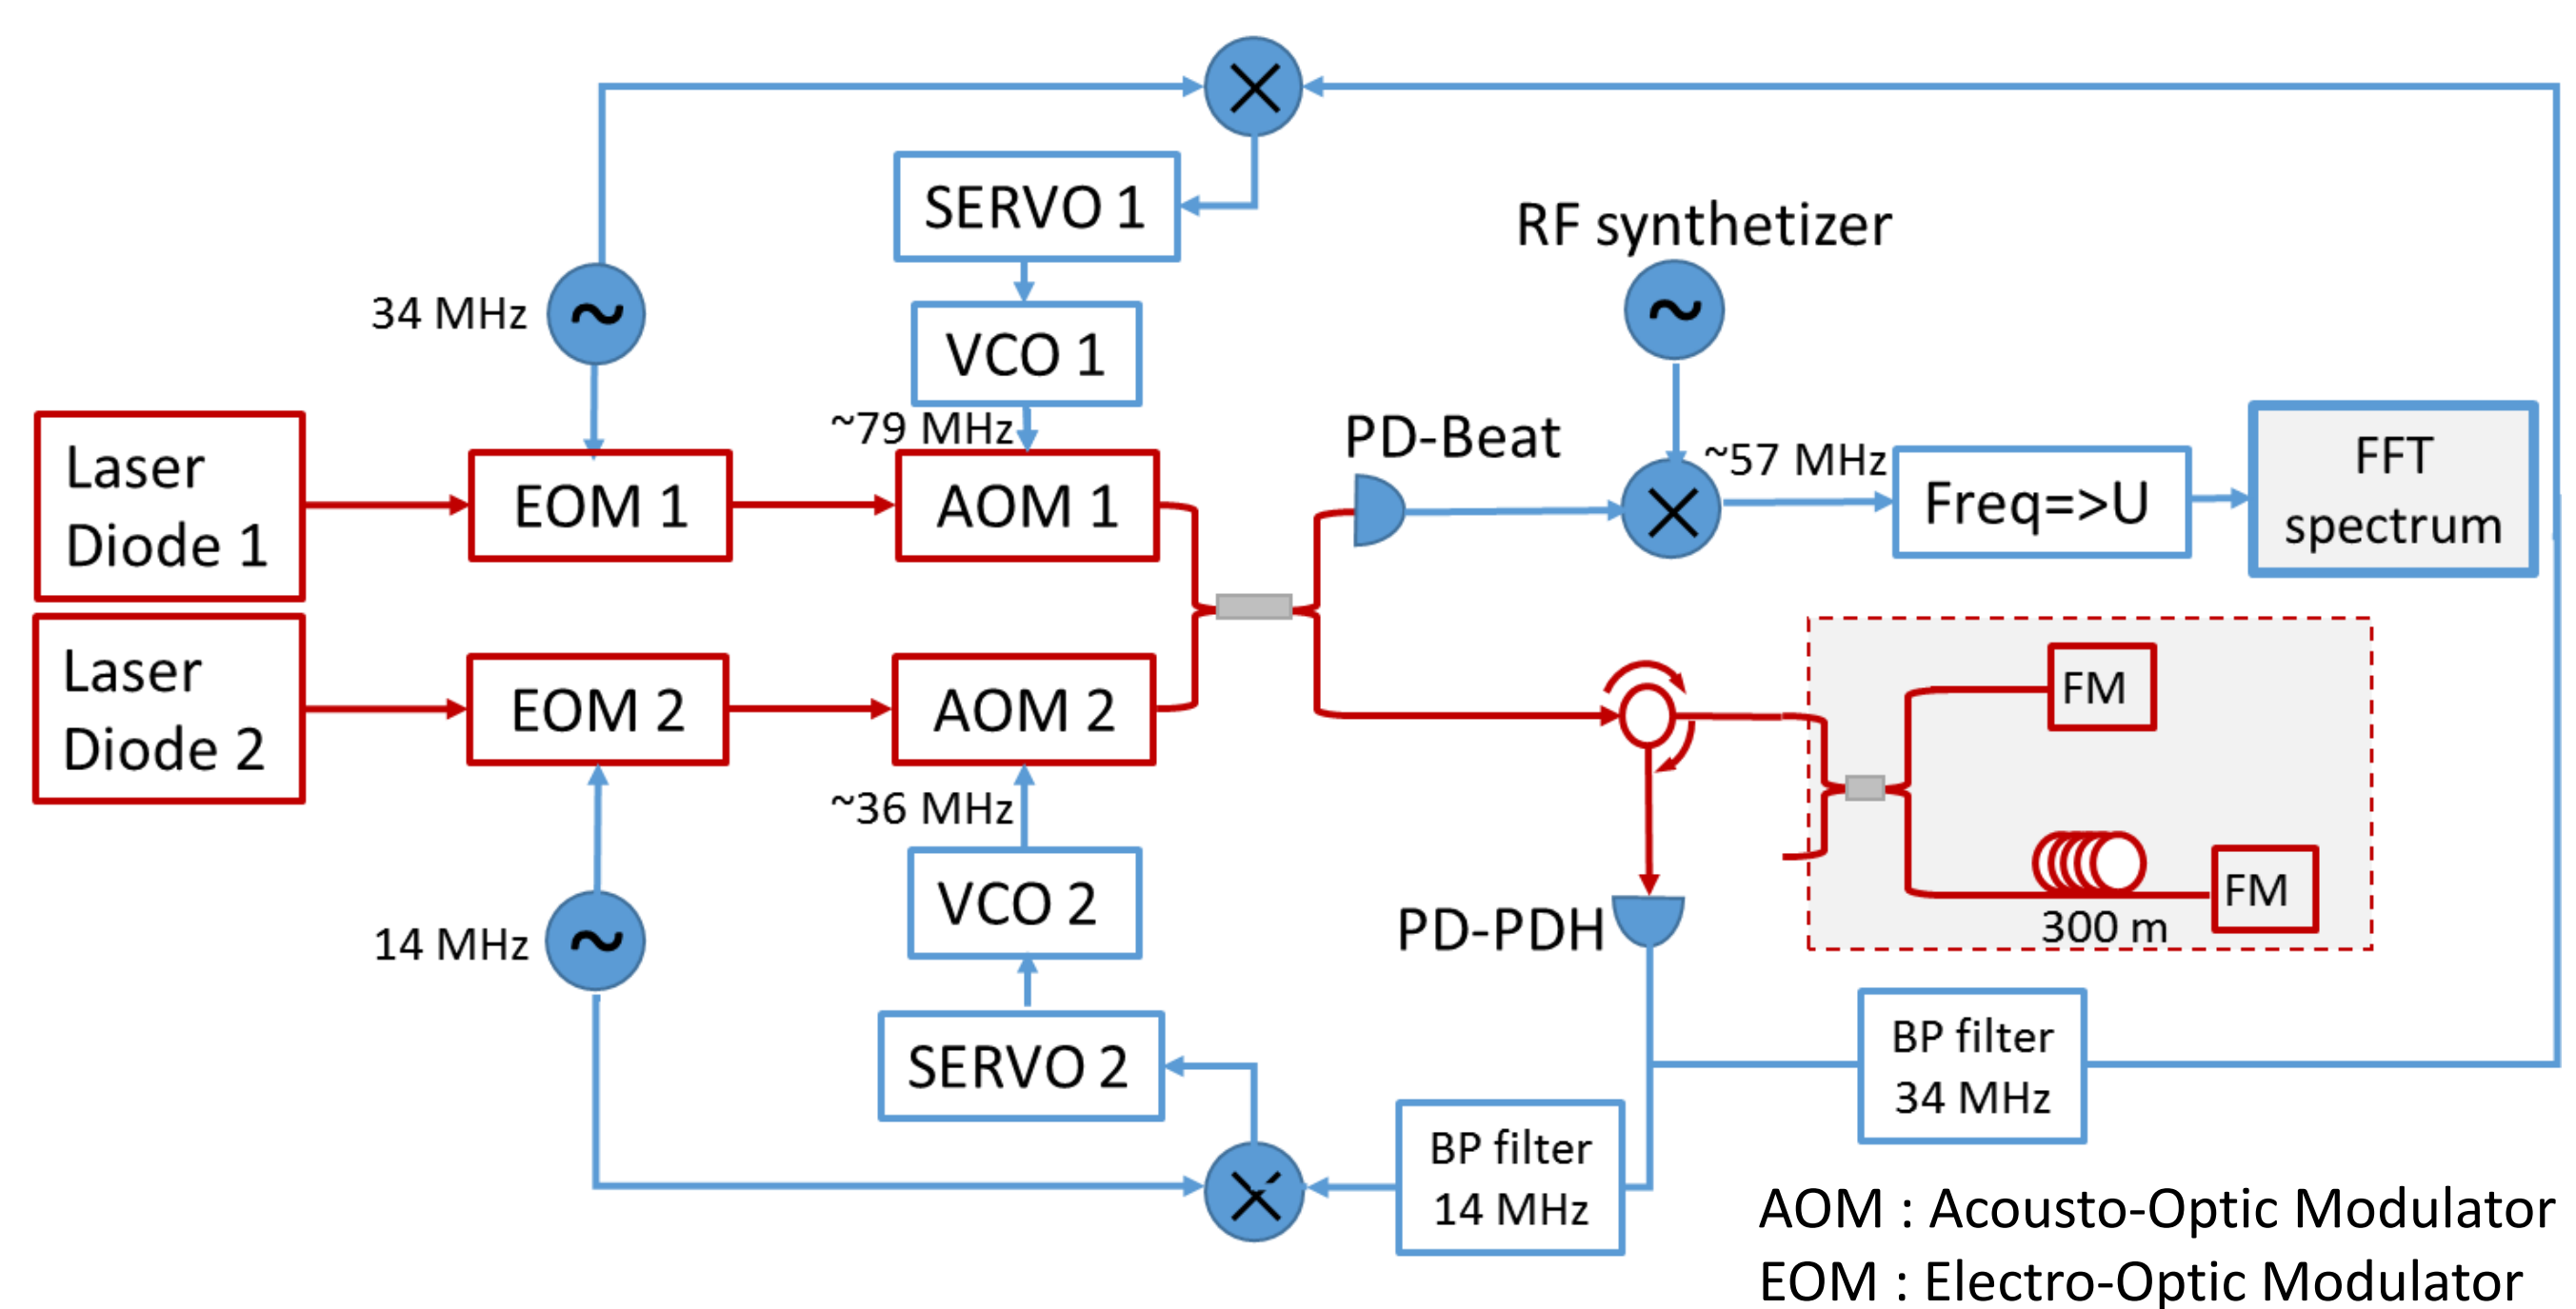 SERVO 1
RF synthetizer
34 MHz
~
~
VCO 1
~79 MHz
PD-Beat
~57 MHz
Laser
Diode 1
EOM 1
AOM 1
Freq=>U
FFT
spectrum
Laser
Diode 2
EOM 2
AOM 2
FM
~36 MHz
VCO 2
14 MHz
~
PD-PDH
FM
300 m
SERVO 2
BP filter
34 MHz
BP filter
14 MHz
AOM : Acousto-Optic Modulator
EOM : Electro-Optic Modulator